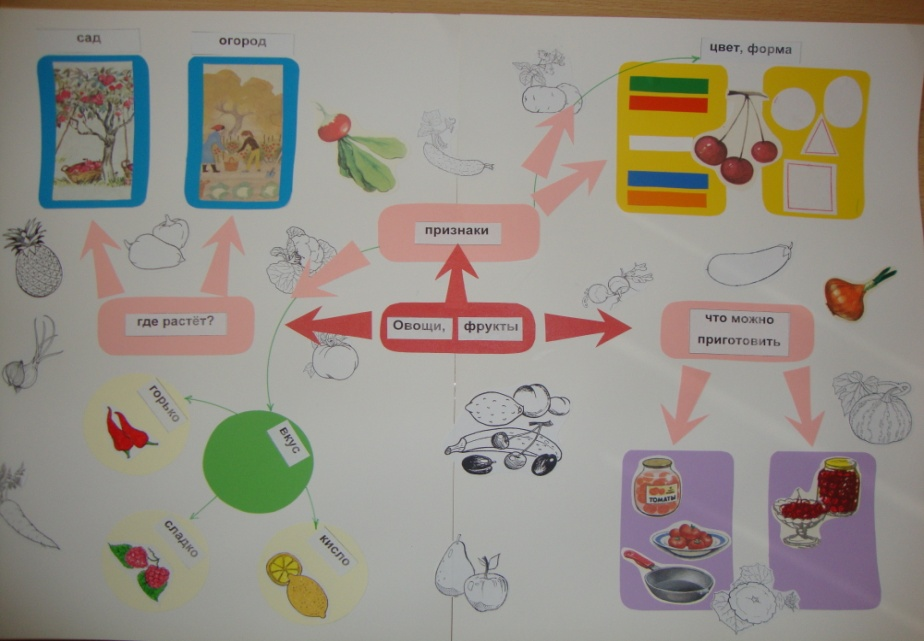 сад
огород
цвет, форма
признаки
где растёт?
Овощи, фрукты
что можно
приготовить
горько
вкус
сладко
кисло
ТОМАТЫ